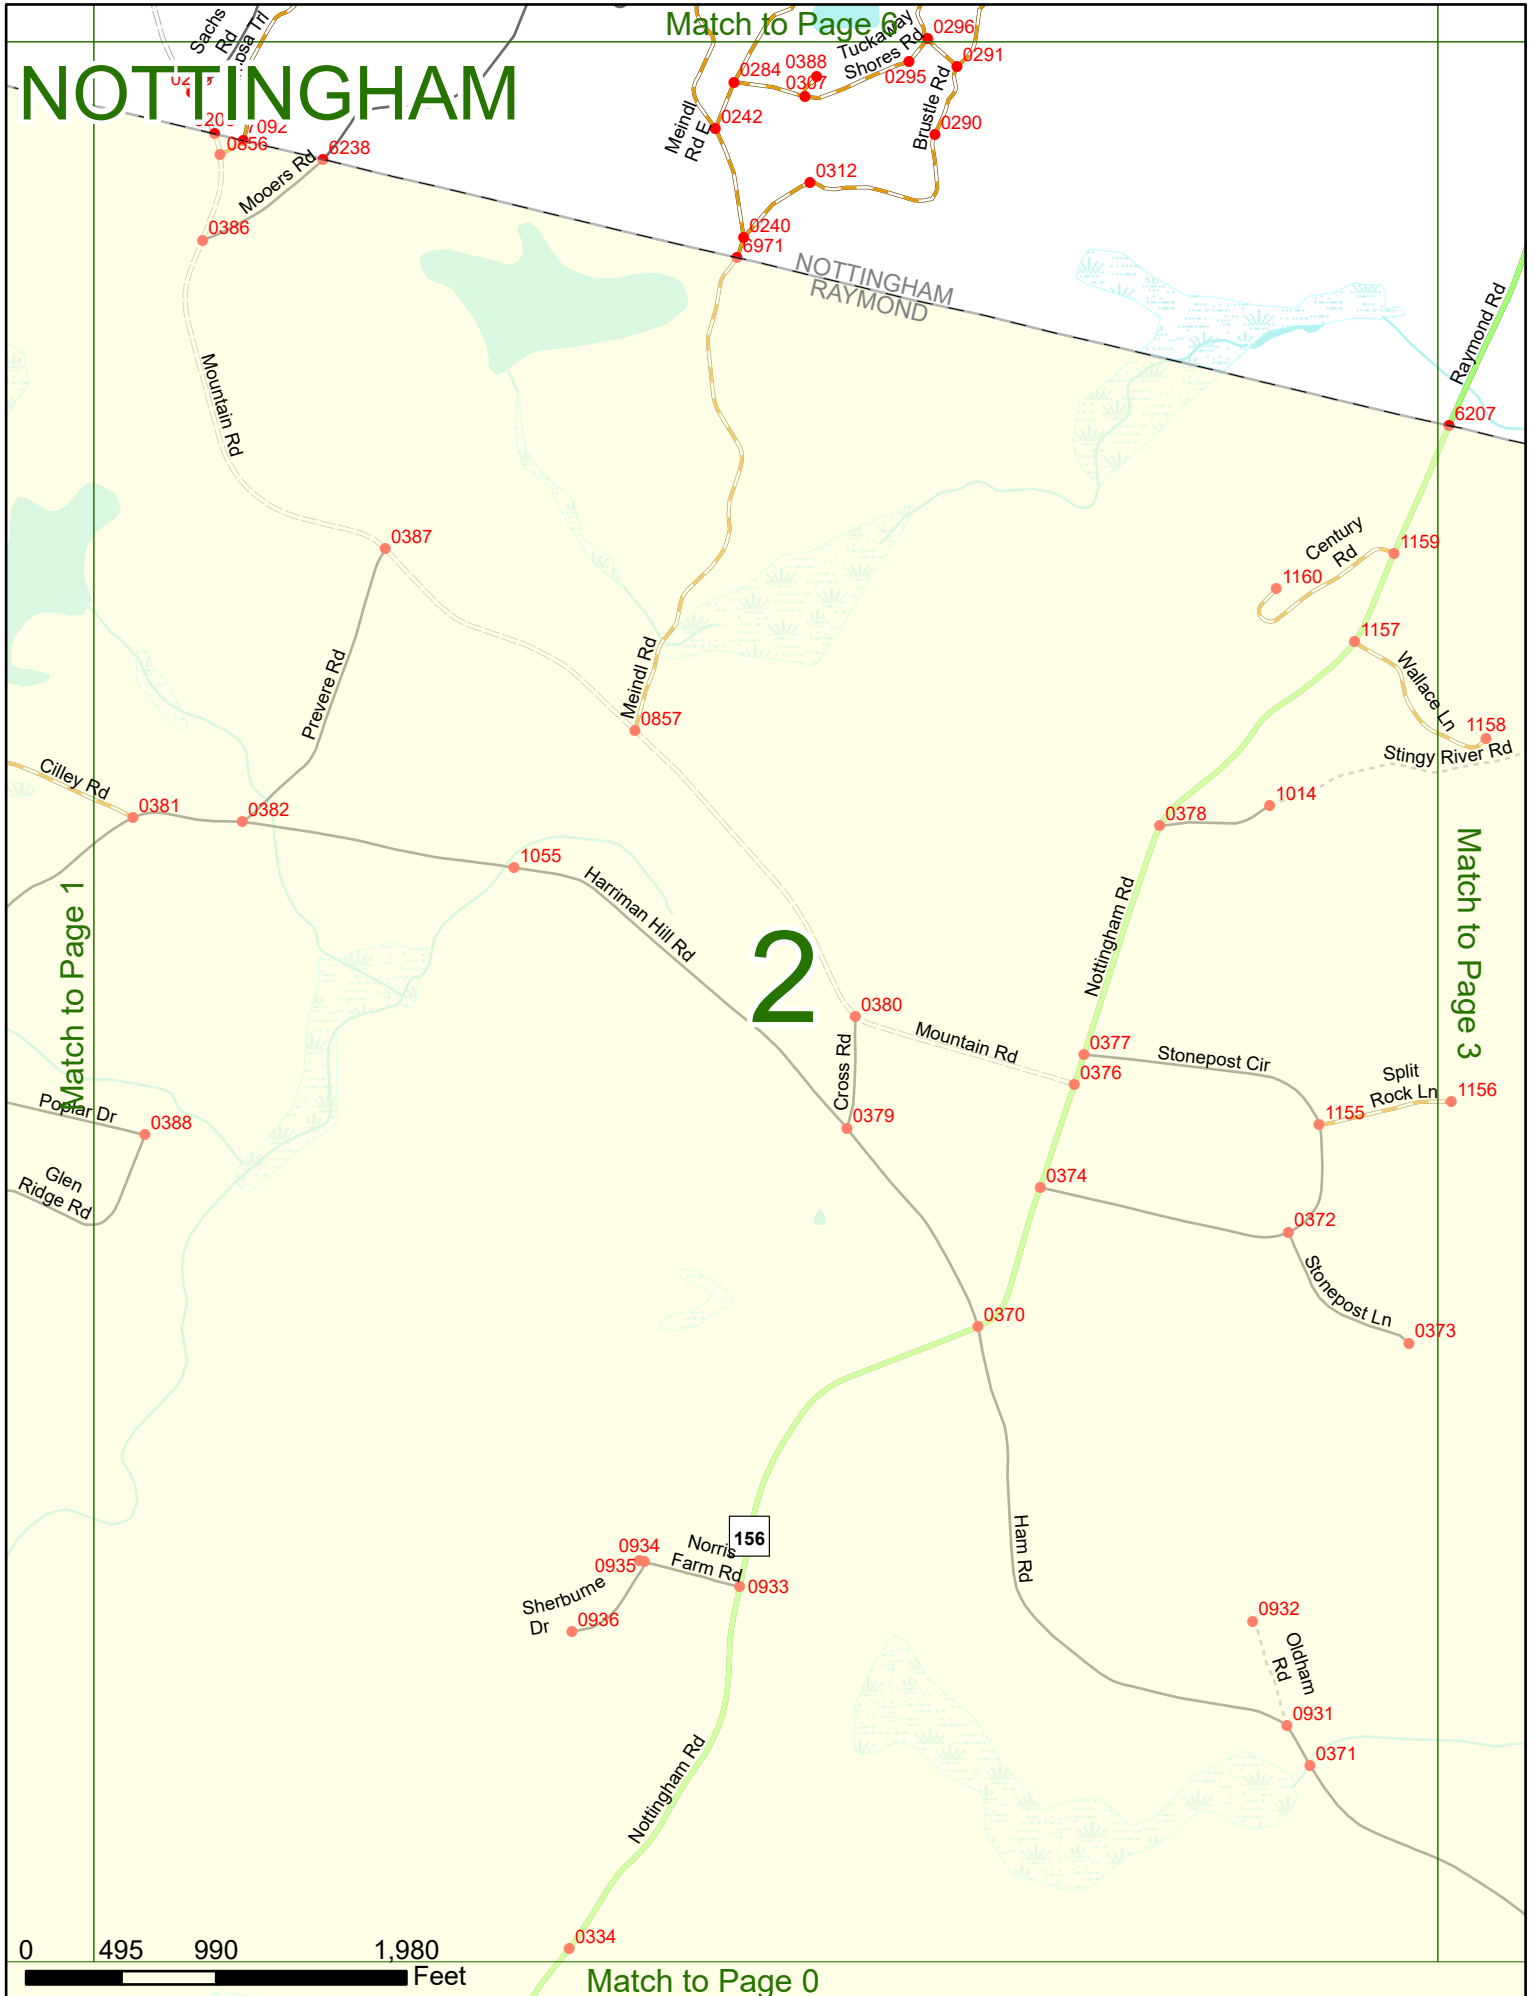 Match to Page 6
Sachs
Rd
Tuckaway
Shores Rd
0296
0291
0388
0284
0307
0295
NOTTINGHAM
7092
0856
6238
Meindl
Rd E
0242
Brustle Rd
0290
Mooers Rd
0312
0386
0240
6971
NOTTINGHAM
RAYMOND
Raymond Rd
6207
Mountain Rd
0387
Century
Rd
1159
1160
1157
Prevere Rd
Meindl Rd
0857
Wallace Ln
1158
Stingy River Rd
Cilley Rd
0381
0382
1014
0378
1055
Harriman Hill Rd
Match to Page 1
Match to Page 3
Nottingham Rd
2
0380
Mountain Rd
Cross Rd
0377
0376
Stonepost Cir
Split
Rock Ln
1156
1155
Poplar Dr
0388
0379
Glen
Ridge Rd
0374
0372
Stonepost Ln
0370
0373
156
Ham Rd
0934
0935
Norris
Farm Rd
0933
Sherburne
Dr
0936
0932
Oldham
Rd
0931
0371
Nottingham Rd
0334
0 495 990 1,980
Feet
Match to Page 0